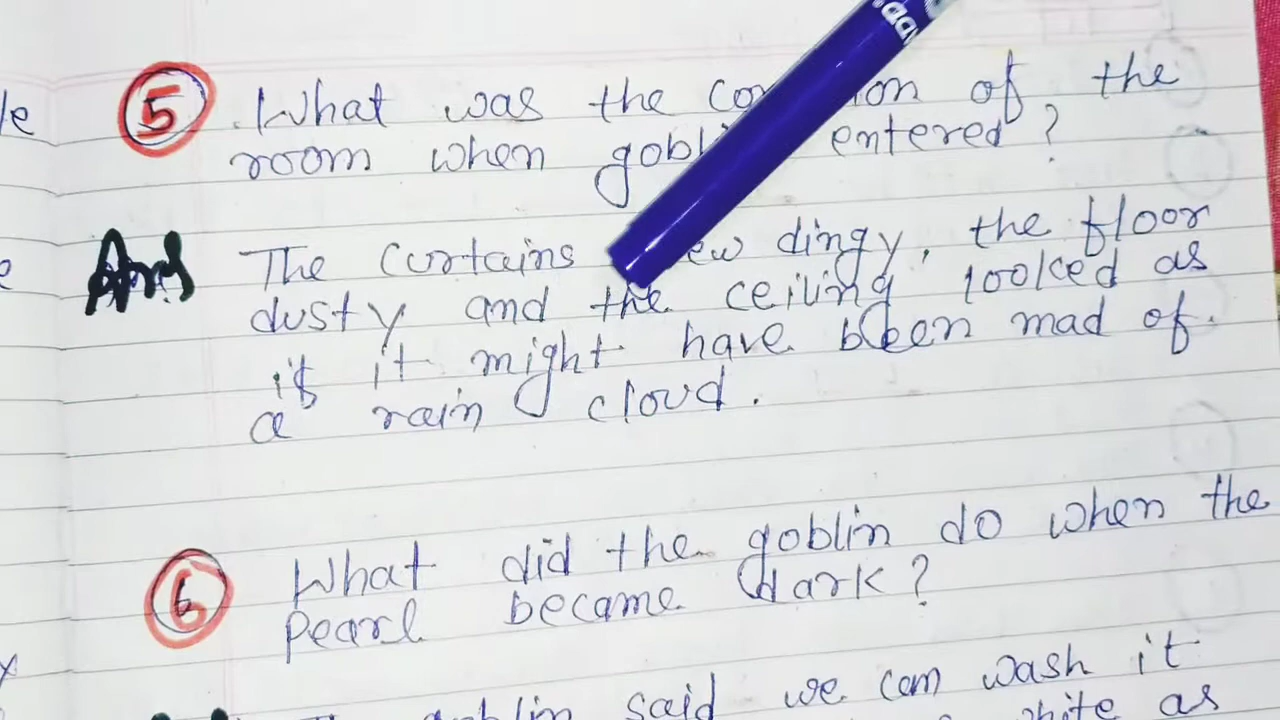 5 What was the of the
room when entered?
Ans The Curtains dingy, the floor
dusty and the ceiling looked as
if it might have been mad of
a rain cloud.
6 What did the goblin do when the
pearl became dark?
goblin said we can wash it
as